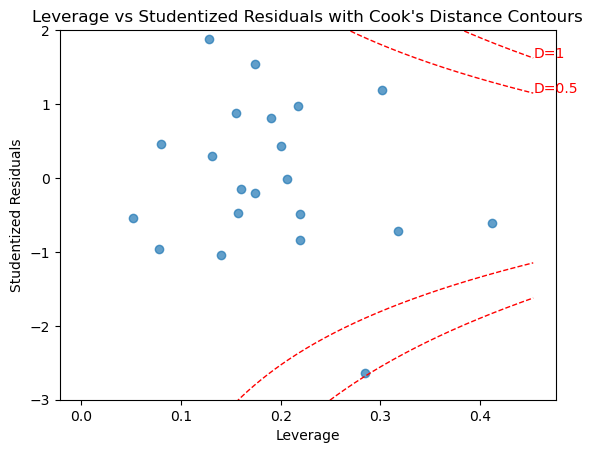 Leverage vs Studentized Residuals with Cook's Distance Contours
2
1
0
−1
−2
−3
Studentized Residuals
D=1
D=0.5
0.0 0.1 0.2 0.3 0.4
Leverage